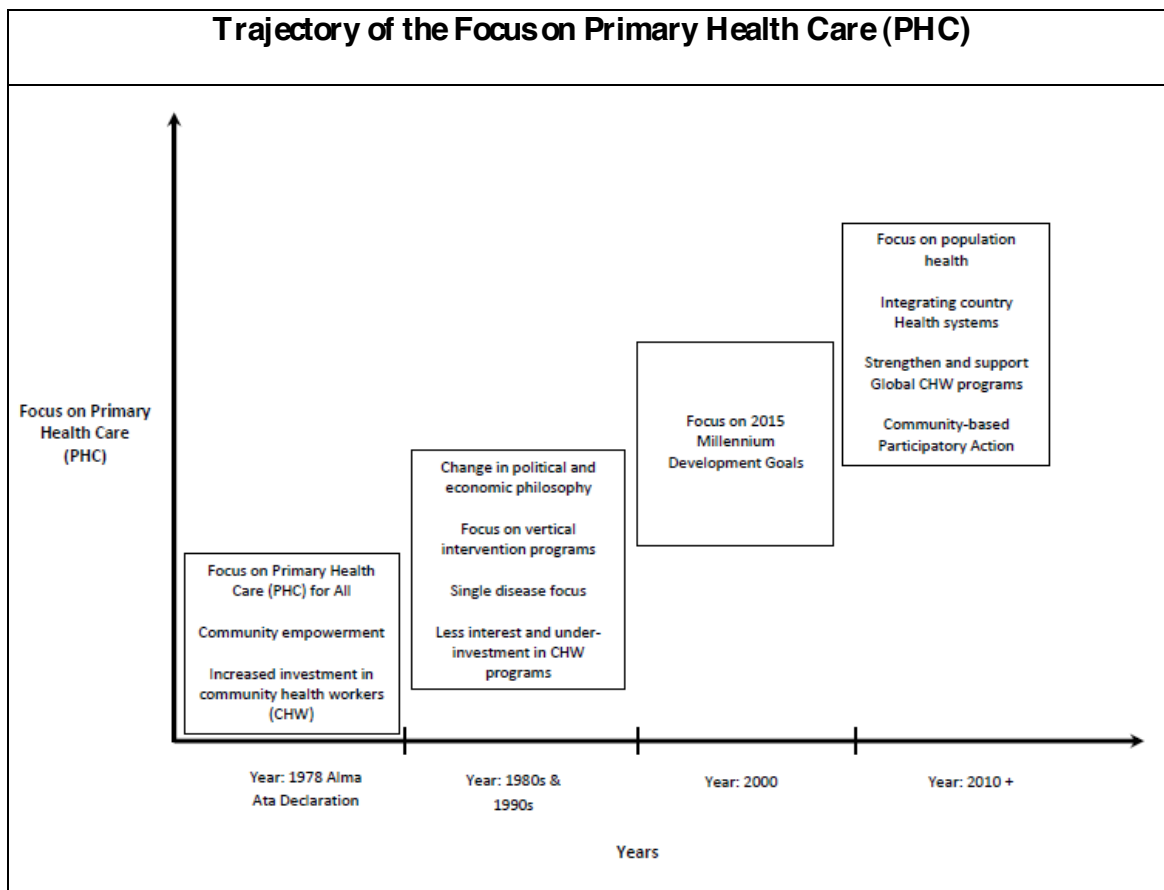 Trajectory of the Focus on Primary Health Care (PHC)
Focus on Primary
Health Care
(PHC)
Focus on Primary Health
Care (PHC) for All
Community empowerment
Increased investment in
community health workers
(CHW)
Change in political and
economic philosophy
Focus on vertical
intervention programs
Single disease focus
Less interest and under-
investment in CHW
programs
Focus on 2015
Millennium
Development Goals
Focus on population
health
Integrating country
Health systems
Strengthen and support
Global CHW programs
Community-based
Participatory Action
Year: 1978 Alma
Ata Declaration
Year: 1980s &
1990s
Year: 2000
Year: 2010 +
Years